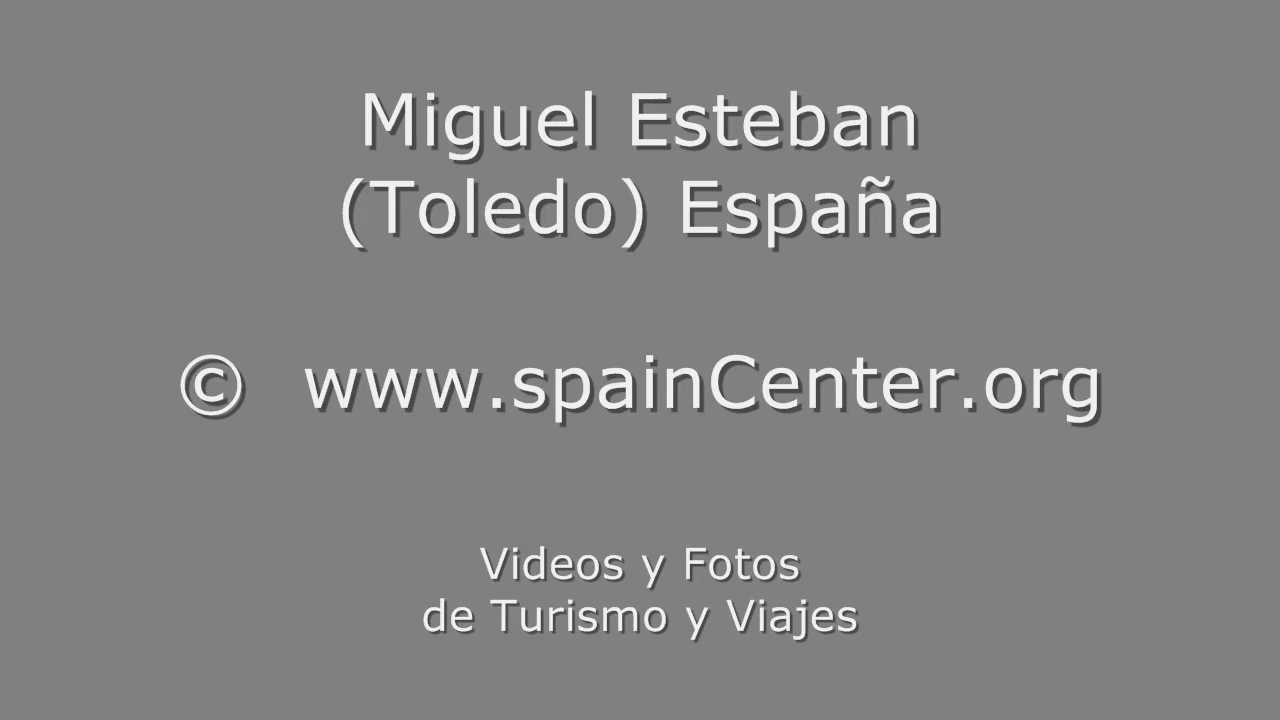 Miguel Esteban
(Toledo) España
© www.spainCenter.org
Videos y Fotos
de Turismo y Viajes